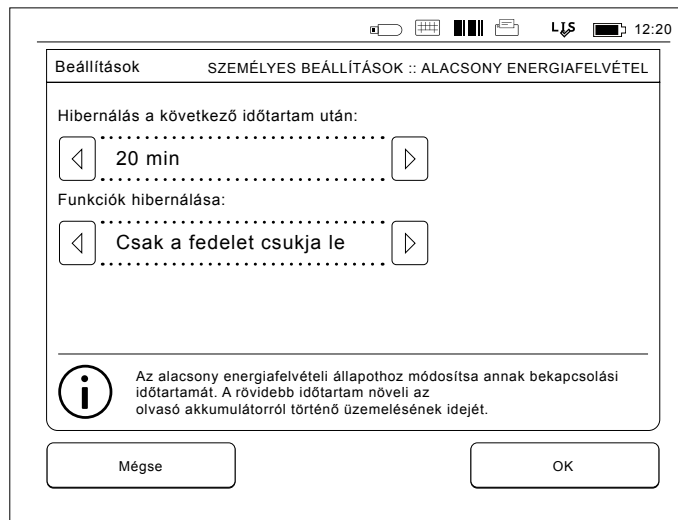 LIS 12:20
Beállítások SZEMÉLYES BEÁLLÍTÁSOK :: ALACSONY ENERGIAFELVÉTEL
Hibernálás a következő időtartam után:
20 min
Funkciók hibernálása:
Csak a fedelet csukja le
Az alacsony energiafelvételi állapothoz módosítsa annak bekapcsolási
időtartamát. A rövidebb időtartam növeli az
olvasó akkumulátorról történő üzemelésének idejét.
Mégse OK